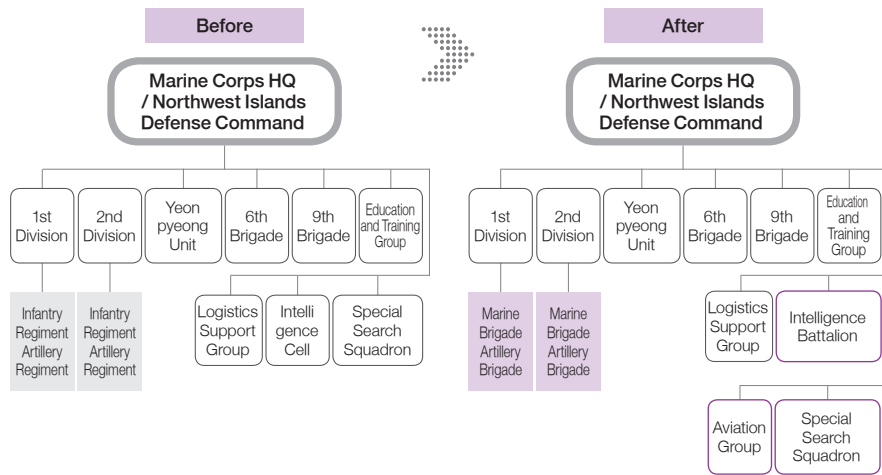 Before
Marine Corps HQ
/ Northwest Islands
Defense Command
1st
Division
2nd
Division
Yeon
pyeong
Unit
6th
Brigade
9th
Brigade
Education
and Training
Group
Infantry
Regiment
Artillery
Regiment
Infantry
Regiment
Artillery
Regiment
Logistics
Support
Group
Intelli
gence
Cell
Special
Search
Squadron
After
Marine Corps HQ
/ Northwest Islands
Defense Command
1st
Division
2nd
Division
Yeon
pyeong
Unit
6th
Brigade
9th
Brigade
Education
and
Training
Group
Marine
Brigade
Artillery
Brigade
Marine
Brigade
Artillery
Brigade
Logistics
Support
Group
Intelligence
Battalion
Aviation
Group
Special
Search
Squadron